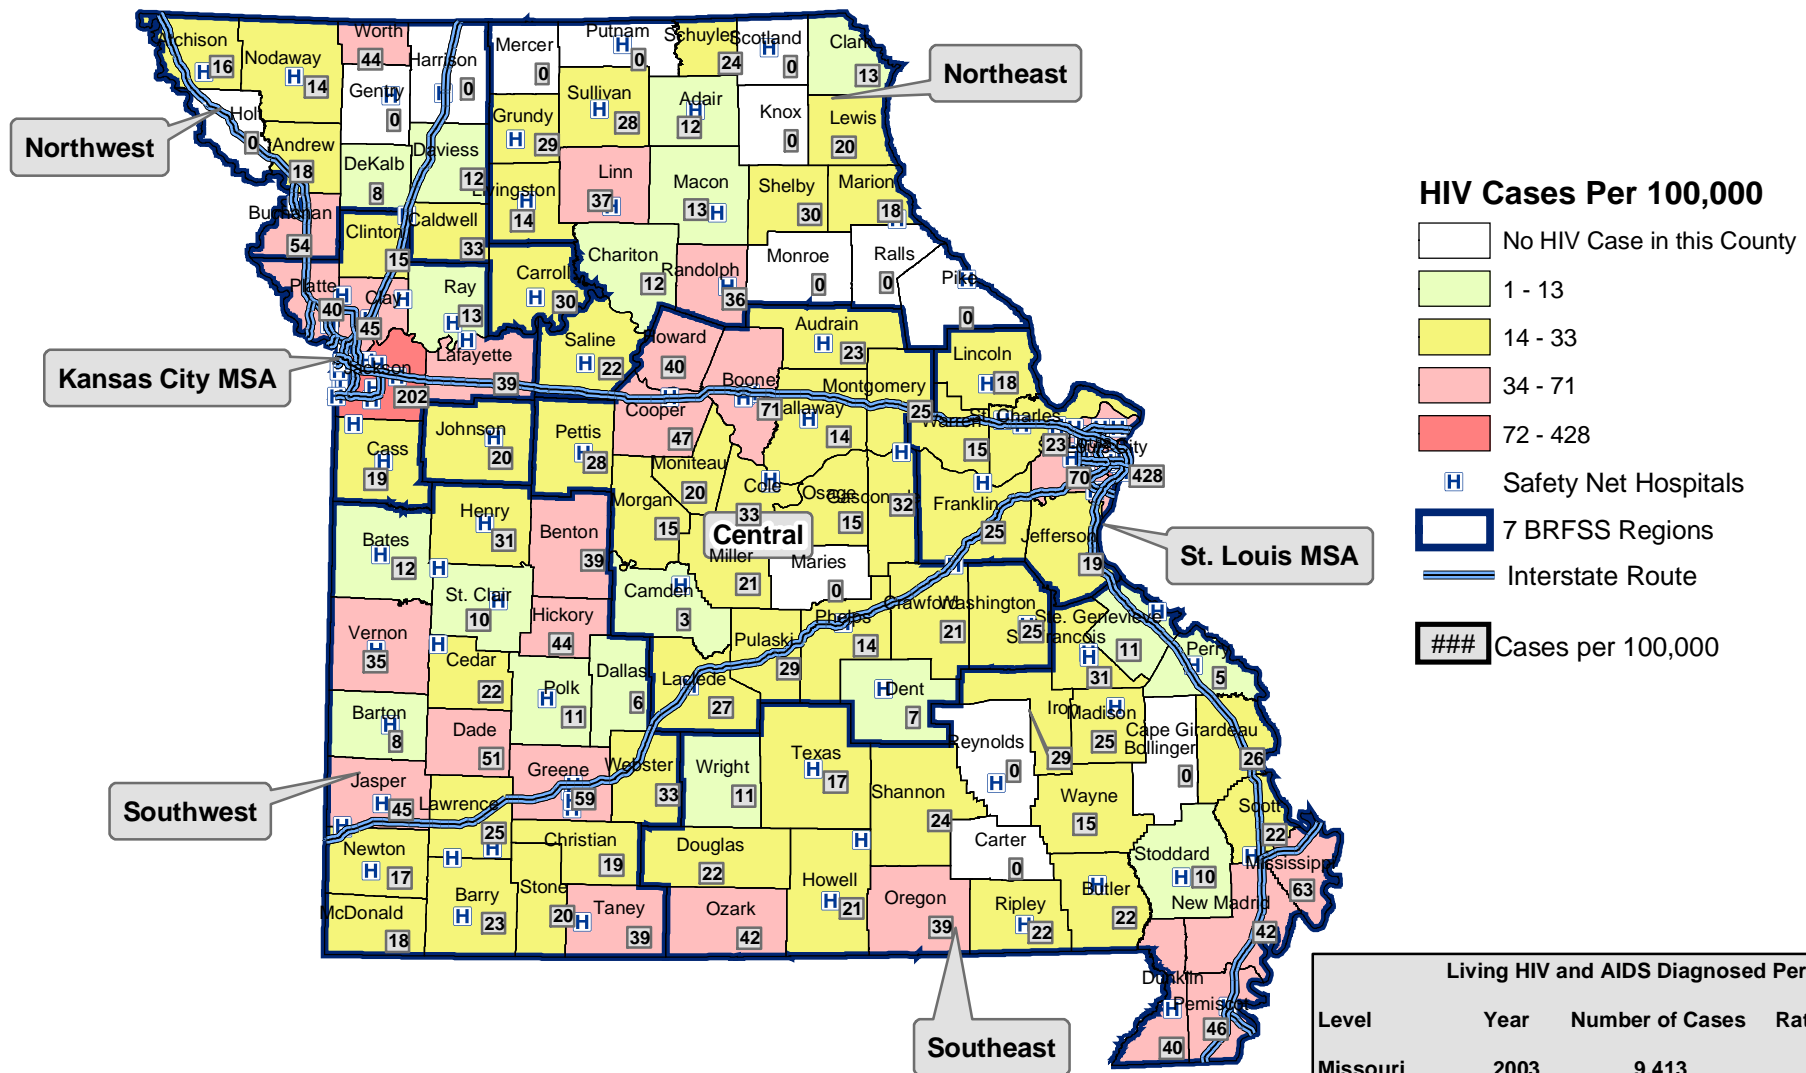 Atchison
16
Nodaway
14
Worth
44
Harrison
0
Gentry
0
Holt
0
Andrew
18
DeKalb
8
Daviess
12
Buchanan
54
Clinton
15
Caldwell
33
Northwest
Mercer
0
Putnam
0
Schuyler
24
Scotland
0
Clark
13
Northeast
Grundy
29
Sullivan
28
Adair
12
Knox
0
Lewis
20
Livingston
14
Linn
37
Macon
13
Shelby
30
Marion
18
Chariton
12
Randolph
36
Monroe
0
Ralls
0
Pike
0
Carroll
30
Platte
40
Clay
45
Ray
13
Jackson
202
Lafayette
39
Kansas City MSA
Cass
19
Johnson
20
Saline
22
Howard
40
Boone
71
Audrain
23
Callaway
14
Montgomery
25
Cooper
47
Pettis
28
Moniteau
20
Morgan
15
Cole
33
Osage
15
Gasconade
32
Central
Miller
21
Maries
0
Camden
3
Pulaski
29
Phelps
14
Crawford
21
Washington
25
Laclede
27
Dent
7
Lincoln
18
Warren
15
St. Charles
23
St. Louis
70
St. Louis City
428
Franklin
25
Jefferson
19
St. Louis MSA
Henry
31
Benton
39
Bates
12
St. Clair
10
Hickory
44
Vernon
35
Cedar
22
Polk
11
Dallas
6
Barton
8
Dade
51
Greene
59
Webster
33
Jasper
45
Lawrence
25
Christian
19
Newton
17
Barry
23
Stone
20
Taney
39
McDonald
18
Southwest
Wright
11
Texas
17
Douglas
22
Ozark
42
Howell
21
Shannon
24
Oregon
39
Reynolds
0
Carter
0
Ripley
22
Iron
29
Madison
25
St. Francois
31
Ste. Genevieve
11
Perry
5
Cape Girardeau
26
Bollinger
0
Wayne
15
Butler
22
Stoddard
10
Scott
22
Mississippi
63
New Madrid
42
Dunklin
40
Pemiscot
46
Southeast
HIV Cases Per 100,000
No HIV Case in this County
1 - 13
14 - 33
34 - 71
72 - 428
H Safety Net Hospitals
7 BRFSS Regions
Interstate Route
### Cases per 100,000
Living HIV and AIDS Diagnosed Per
Level Year Number of Cases Rat
Missouri 2003 9,413